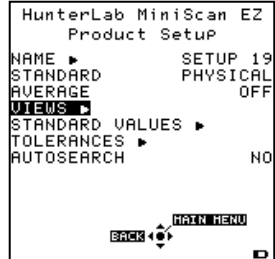 HunterLab MiniScan EZ
Product Setup
NAME ► SETUP 19
STANDARD PHYSICAL
AVERAGE OFF
VIEWS ►
STANDARD VALUES ►
TOLERANCES ►
AUTOSEARCH NO
MAIN MENU
BACK